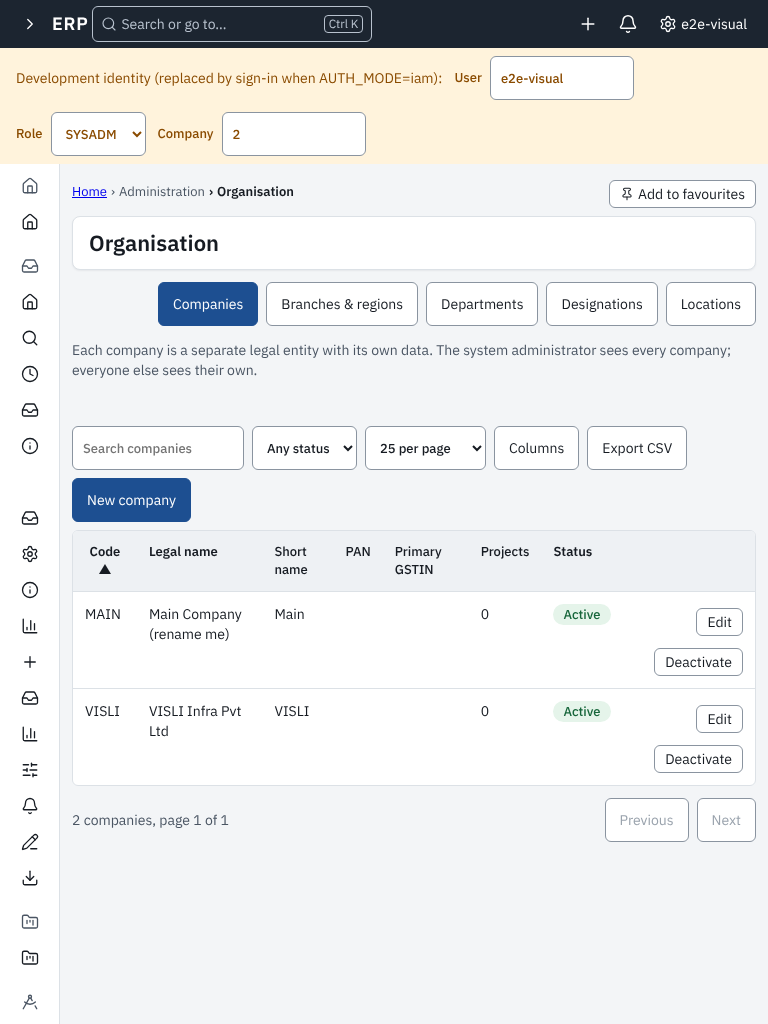 ERP
Search or go to...
Ctrl K
e2e-visual
Development identity (replaced by sign-in when AUTH_MODE=iam): User e2e-visual
Role SYSADM Company 2
Home › Administration › Organisation
Add to favourites
Organisation
Companies
Branches & regions
Departments
Designations
Locations
Each company is a separate legal entity with its own data. The system administrator sees every company;
everyone else sees their own.
Search companies
Any status
25 per page
Columns
Export CSV
New company
Code ▲ Legal name Short name PAN Primary GSTIN Projects Status
MAIN Main Company (rename me) Main 0 Active Edit
Deactivate
VISLI VISLI Infra Pvt Ltd VISLI 0 Active Edit
Deactivate
2 companies, page 1 of 1
Previous
Next